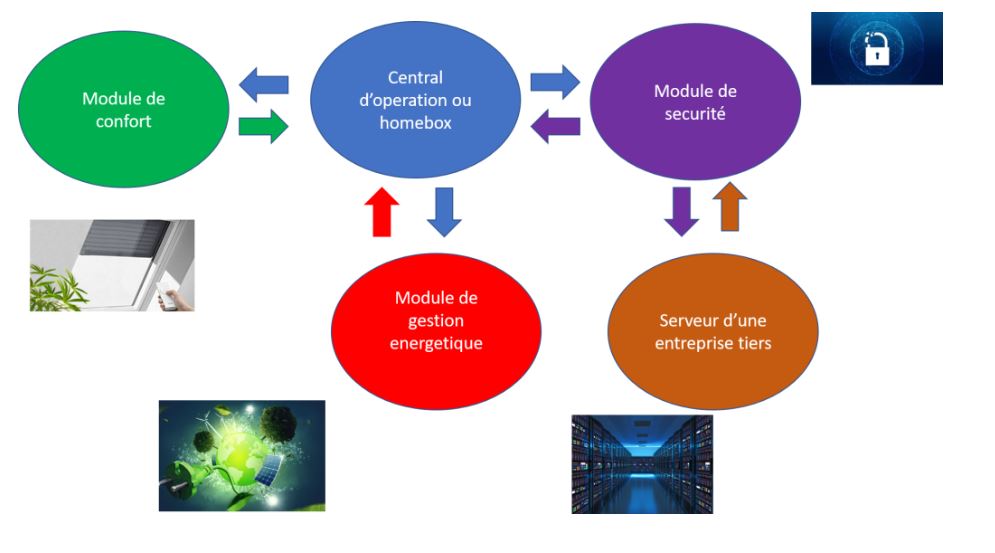 Module de
confort
Central
d’operation ou
homebox
Module de
securité
Module de
gestion
energetique
Serveur d’une
entreprise tiers